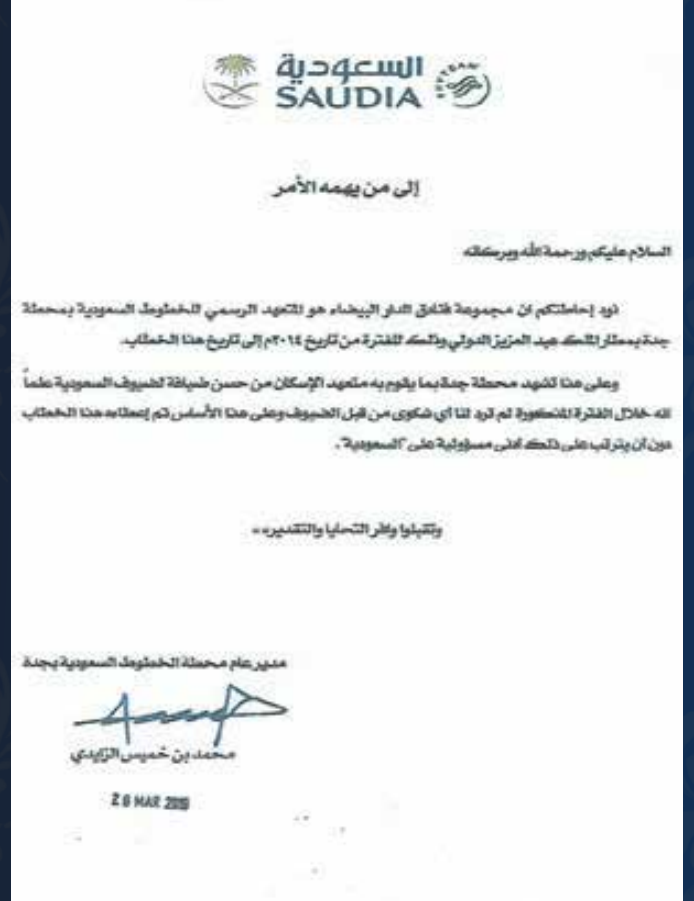 السعودية
SAUDIA
SKYTEAM
إلى من يهمه الأمر
السلام عليكم ورحمة الله وبركاته
نود إحاطتكم ان مجموعة فنادق الدار البيضاء هو المتعهد الرسمي للخطوط السعودية بمحطة
جدة بمطار الملك عبد العزيز الدولي وذلك للفترة من تاريخ ٢٠١٤م إلى تاريخ هذا الخطاب.
وعلى هذا تشهد محطة جدة بما يقوم به متعهد الإسكان من حسن ضيافة لضيوف السعودية علماً
انه خلال الفترة المذكورة لم ترد لنا أي شكوى من قبل الضيوف وعلى هذا الأساس تم إعطاءه هذا الخطاب
دون أن يترتب على ذلك أدنى مسؤولية على "السعودية".
وتقبلوا وافر التحايا والتقدير،،
مدير عام محطة الخطوط السعودية بجدة
محمد بن خميس الزايدي
MAR 2019